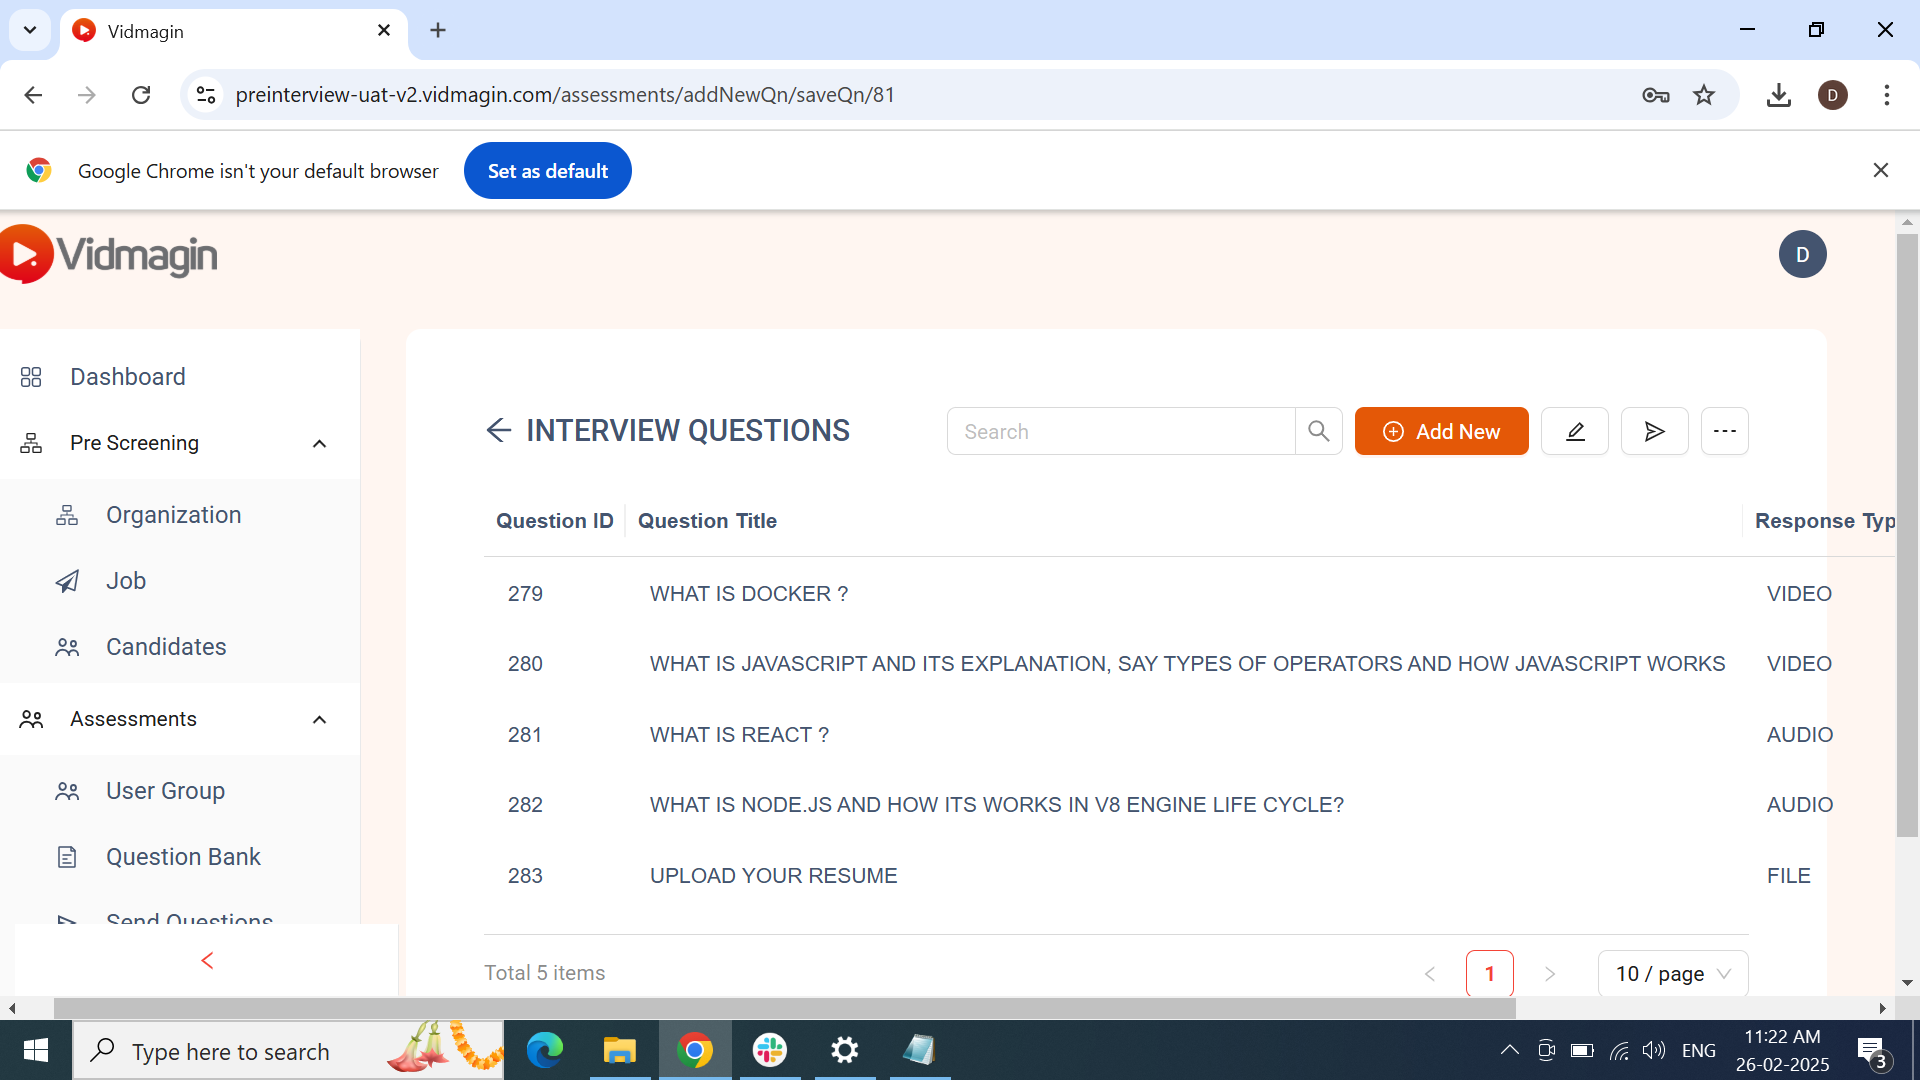 Vidmagin
preinterview-uat-v2.vidmagin.com/assessments/addNewQn/saveQn/81
D
Google Chrome isn't your default browser
Set as default
Vidmagin
D
Dashboard
Pre Screening
Organization
Job
Candidates
Assessments
User Group
Question Bank
Send Questions
INTERVIEW QUESTIONS
Search
Add New
Question ID Question Title Response Typ
279 WHAT IS DOCKER ? VIDEO
280 WHAT IS JAVASCRIPT AND ITS EXPLANATION, SAY TYPES OF OPERATORS AND HOW JAVASCRIPT WORKS VIDEO
281 WHAT IS REACT ? AUDIO
282 WHAT IS NODE.JS AND HOW ITS WORKS IN V8 ENGINE LIFE CYCLE? AUDIO
283 UPLOAD YOUR RESUME FILE
Total 5 items
1
10 / page
Type here to search
ENG
11:22 AM
26-02-2025
3